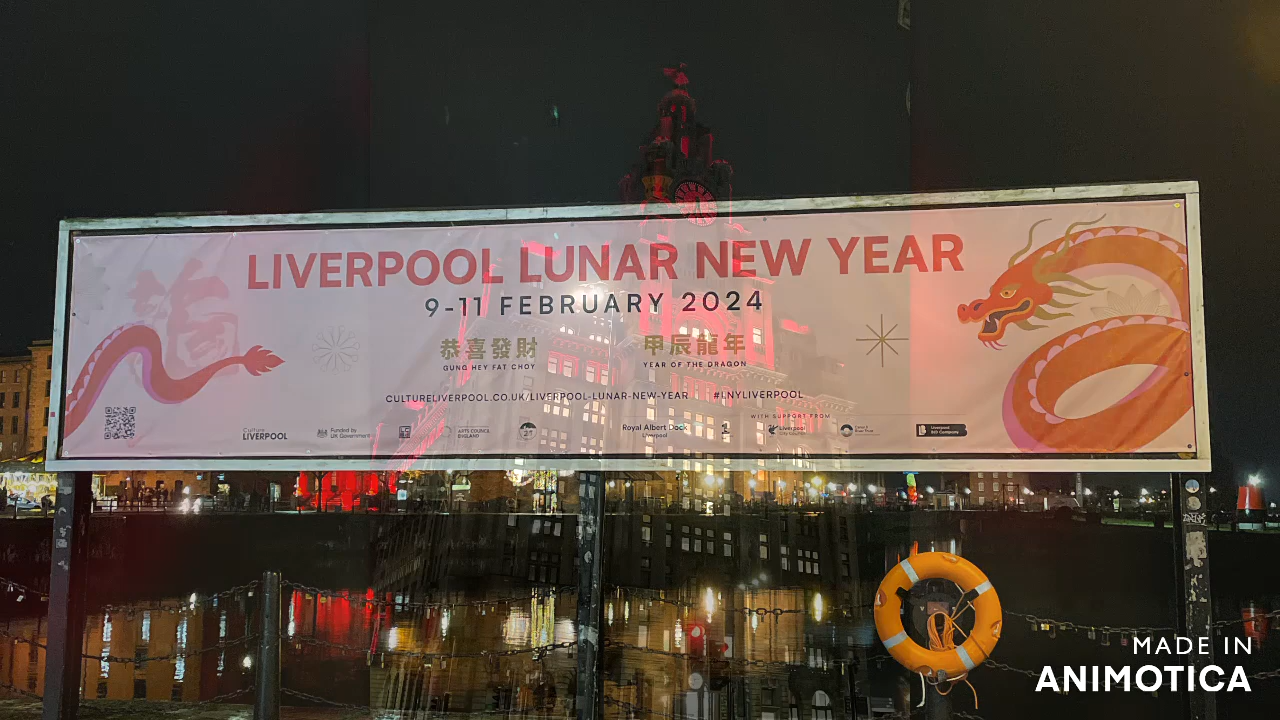 LIVERPOOL LUNAR NEW YEAR
9-11 FEBRUARY 2024
恭喜發財
GUNG HEY FAT CHOY
甲辰龍年
YEAR OF THE DRAGON
CULTURELIVERPOOL.CO.UK/LIVERPOOL-LUNAR-NEW-YEAR #LNYLIVERPOOL
WITH SUPPORT FROM
Culture
LIVERPOOL
Funded by
UK Government
ARTS COUNCIL
ENGLAND
Royal Albert Dock
Liverpool
Liverpool
BID Company
MADE IN
ANIMOTICA